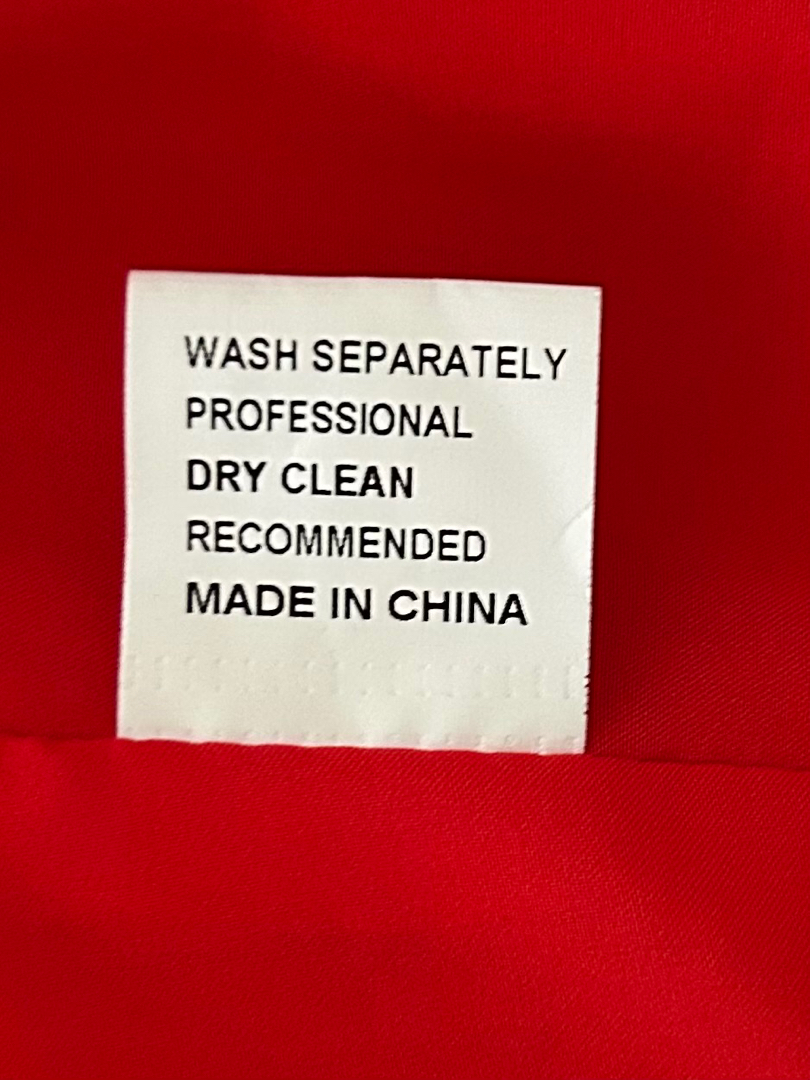 WASH SEPARATELY
PROFESSIONAL
DRY CLEAN
RECOMMENDED
MADE IN CHINA